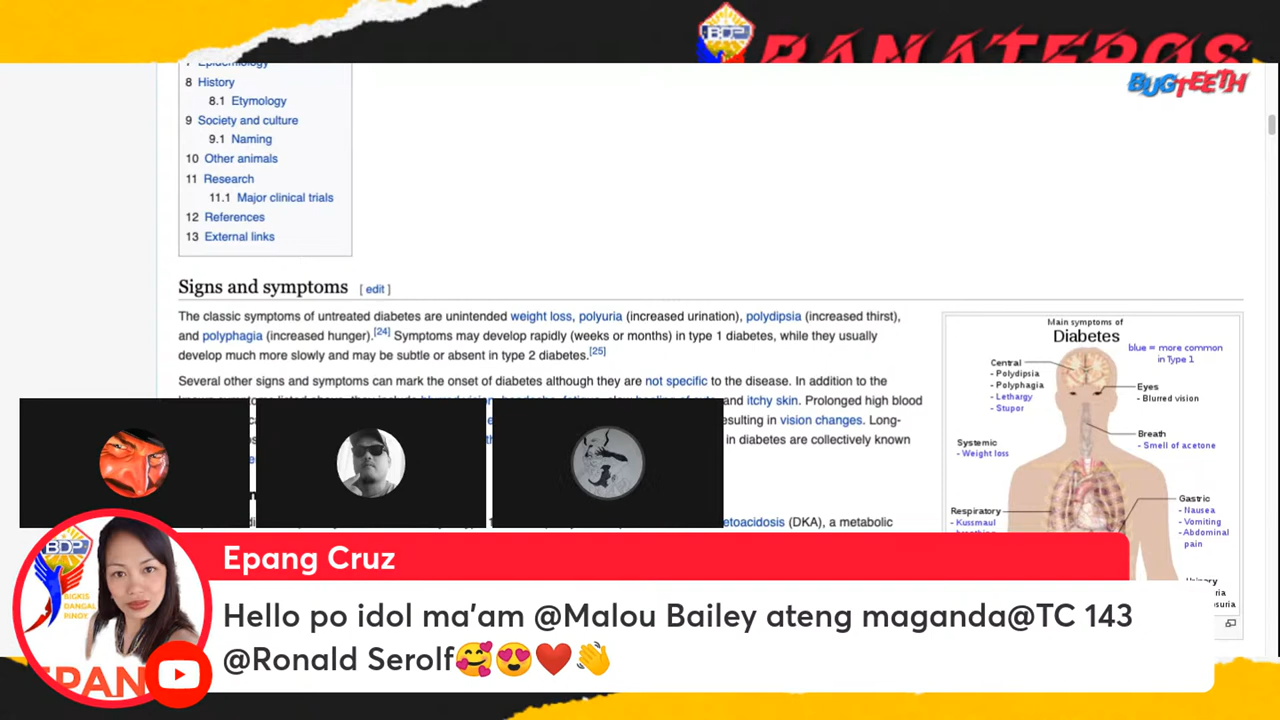 BDP BANATEROS
BUGTEETH
7 Epidemiology
8 History
8.1 Etymology
9 Society and culture
9.1 Naming
10 Other animals
11 Research
11.1 Major clinical trials
12 References
13 External links
Signs and symptoms [ edit ]
The classic symptoms of untreated diabetes are unintended weight loss, polyuria (increased urination), polydipsia (increased thirst),
and polyphagia (increased hunger).[24] Symptoms may develop rapidly (weeks or months) in type 1 diabetes, while they usually
develop much more slowly and may be subtle or absent in type 2 diabetes.[25]
Several other signs and symptoms can mark the onset of diabetes although they are not specific to the disease. In addition to the
and itchy skin. Prolonged high blood
resulting in vision changes. Long-
in diabetes are collectively known
(DKA), a metabolic
Main symptoms of
Diabetes
blue = more common
in Type 1
Central
- Polydipsia
- Polyphagia
- Lethargy
- Stupor
Eyes
- Blurred vision
Breath
- Smell of acetone
Systemic
- Weight loss
Respiratory
- Kussmaul
Gastric
- Nausea
- Vomiting
- Abdominal
pain
BDP
BIGKIS
DANGAL
PINOY
EPAN
Epang Cruz
Hello po idol ma'am @Malou Bailey ateng maganda@TC 143
@Ronald Serolf🥰😍❤️👋